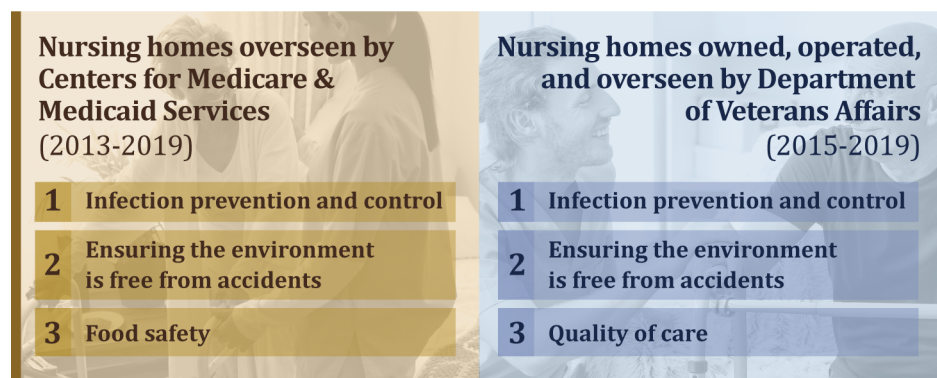 Nursing homes overseen by
Centers for Medicare &
Medicaid Services
(2013-2019)
1 Infection prevention and control
2 Ensuring the environment
is free from accidents
3 Food safety
Nursing homes owned, operated,
and overseen by Department
of Veterans Affairs
(2015-2019)
1 Infection prevention and control
2 Ensuring the environment
is free from accidents
3 Quality of care